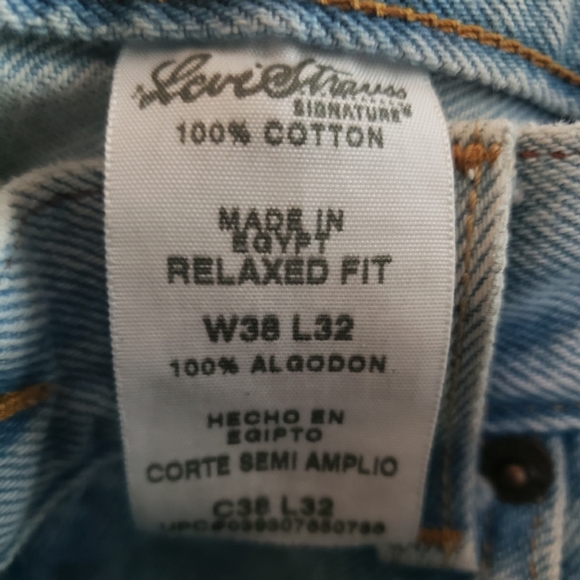 Levi Strauss
SIGNATURE™
100% COTTON
MADE IN
EGYPT
RELAXED FIT
W38 L32
100% ALGODON
HECHO EN
EGIPTO
CORTE SEMI AMPLIO
C38 L32